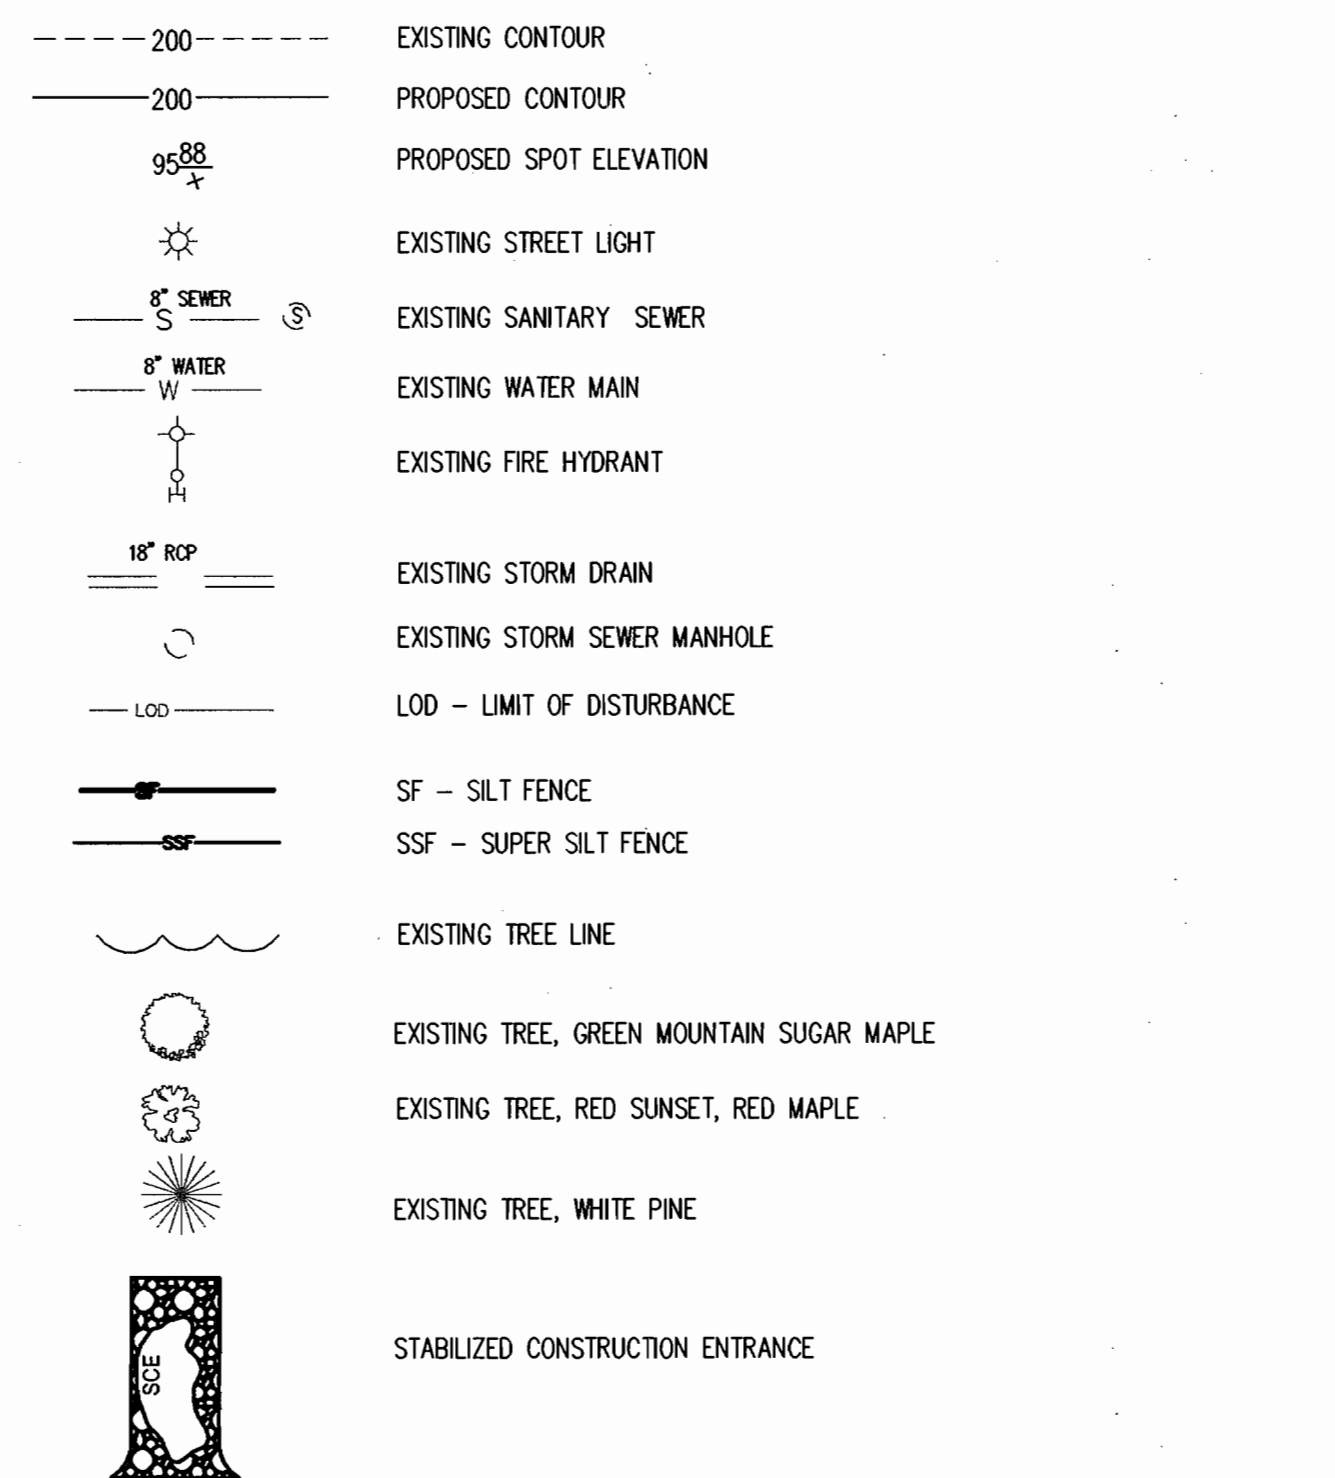 200 EXISTING CONTOUR
200 PROPOSED CONTOUR
9588 PROPOSED SPOT ELEVATION
X
EXISTING STREET LIGHT
8" SEWER
S S EXISTING SANITARY SEWER
8" WATER
W EXISTING WATER MAIN
EXISTING FIRE HYDRANT
18" RCP
EXISTING STORM DRAIN
EXISTING STORM SEWER MANHOLE
LOD LOD - LIMIT OF DISTURBANCE
SF SF - SILT FENCE
SSF SSF - SUPER SILT FENCE
EXISTING TREE LINE
EXISTING TREE, GREEN MOUNTAIN SUGAR MAPLE
EXISTING TREE, RED SUNSET, RED MAPLE
EXISTING TREE, WHITE PINE
SCE STABILIZED CONSTRUCTION ENTRANCE